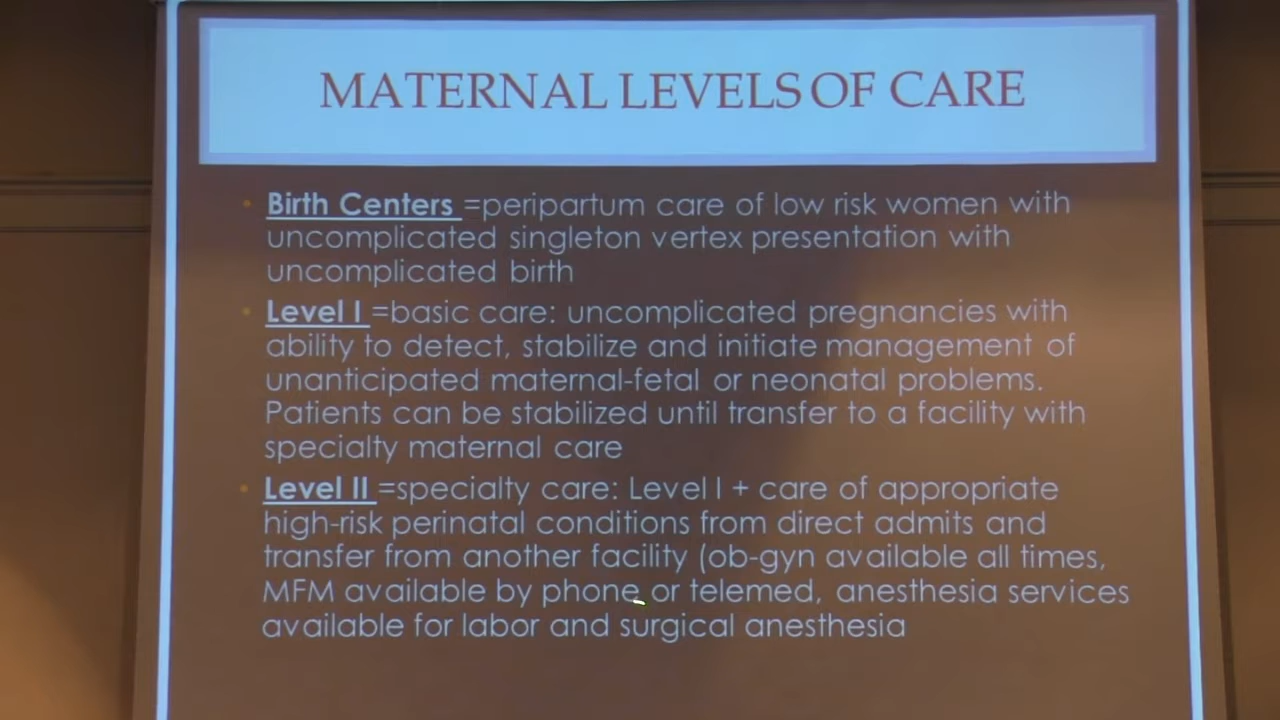 MATERNAL LEVELS OF CARE
• Birth Centers =peripartum care of low risk women with
uncomplicated singleton vertex presentation with
uncomplicated birth
• Level I =basic care: uncomplicated pregnancies with
ability to detect, stabilize and initiate management of
unanticipated maternal-fetal or neonatal problems.
Patients can be stabilized until transfer to a facility with
specialty maternal care
• Level II =specialty care: Level I + care of appropriate
high-risk perinatal conditions from direct admits and
transfer from another facility (ob-gyn available all times,
MFM available by phone or telemed, anesthesia services
available for labor and surgical anesthesia